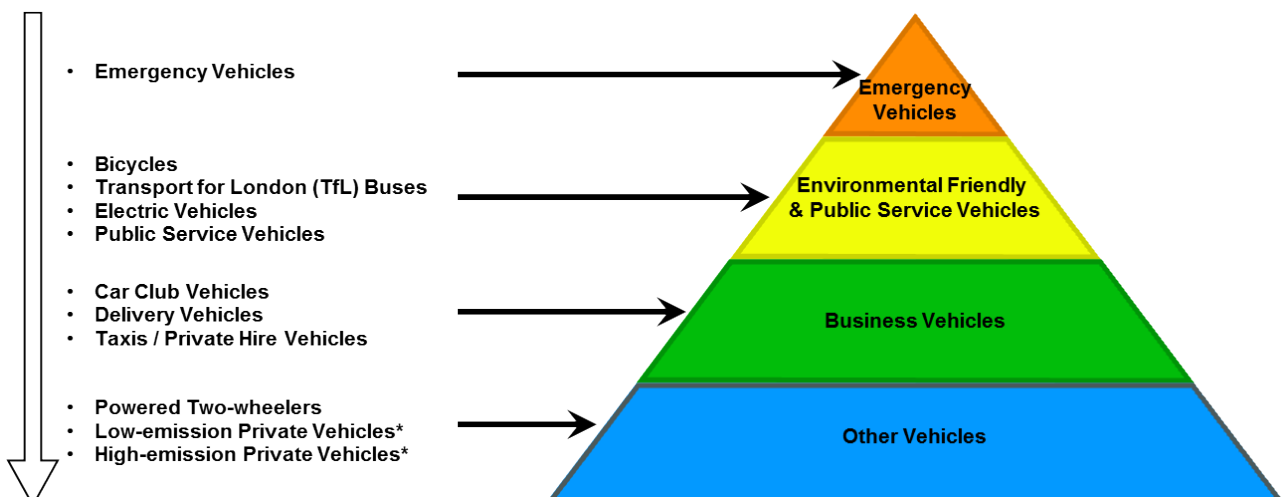 • Emergency Vehicles
Emergency
Vehicles
• Bicycles
• Transport for London (TfL) Buses
• Electric Vehicles
• Public Service Vehicles
Environmental Friendly
& Public Service Vehicles
• Car Club Vehicles
• Delivery Vehicles
• Taxis / Private Hire Vehicles
Business Vehicles
• Powered Two-wheelers
• Low-emission Private Vehicles*
• High-emission Private Vehicles*
Other Vehicles